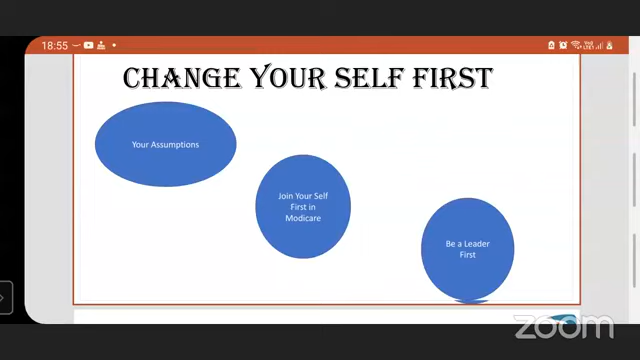 18:55
CHANGE YOUR SELF FIRST
Your Assumptions
Join Your Self
First in
Modicare
Be a Leader
First
zoom